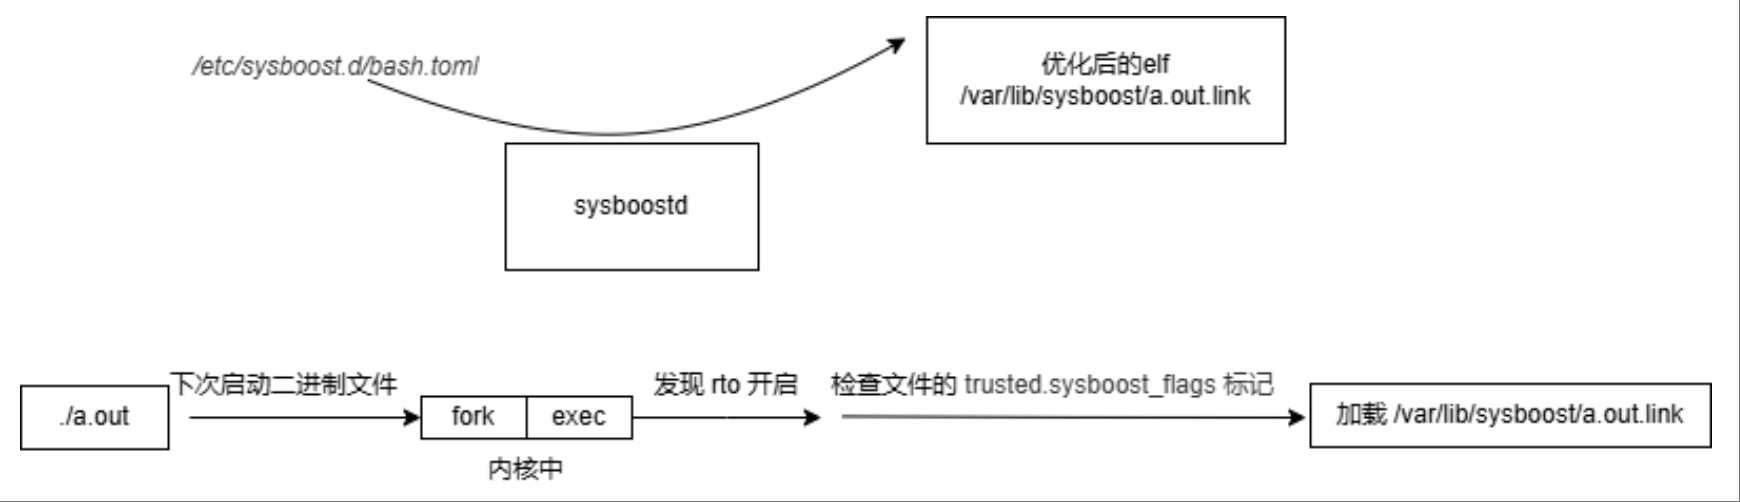 /etc/sysboost.d/bash.toml
优化后的elf
/var/lib/sysboost/a.out.link
sysboostd
./a.out
下次启动二进制文件
fork
exec
内核中
发现 rto 开启
检查文件的 trusted.sysboost_flags 标记
加载 /var/lib/sysboost/a.out.link